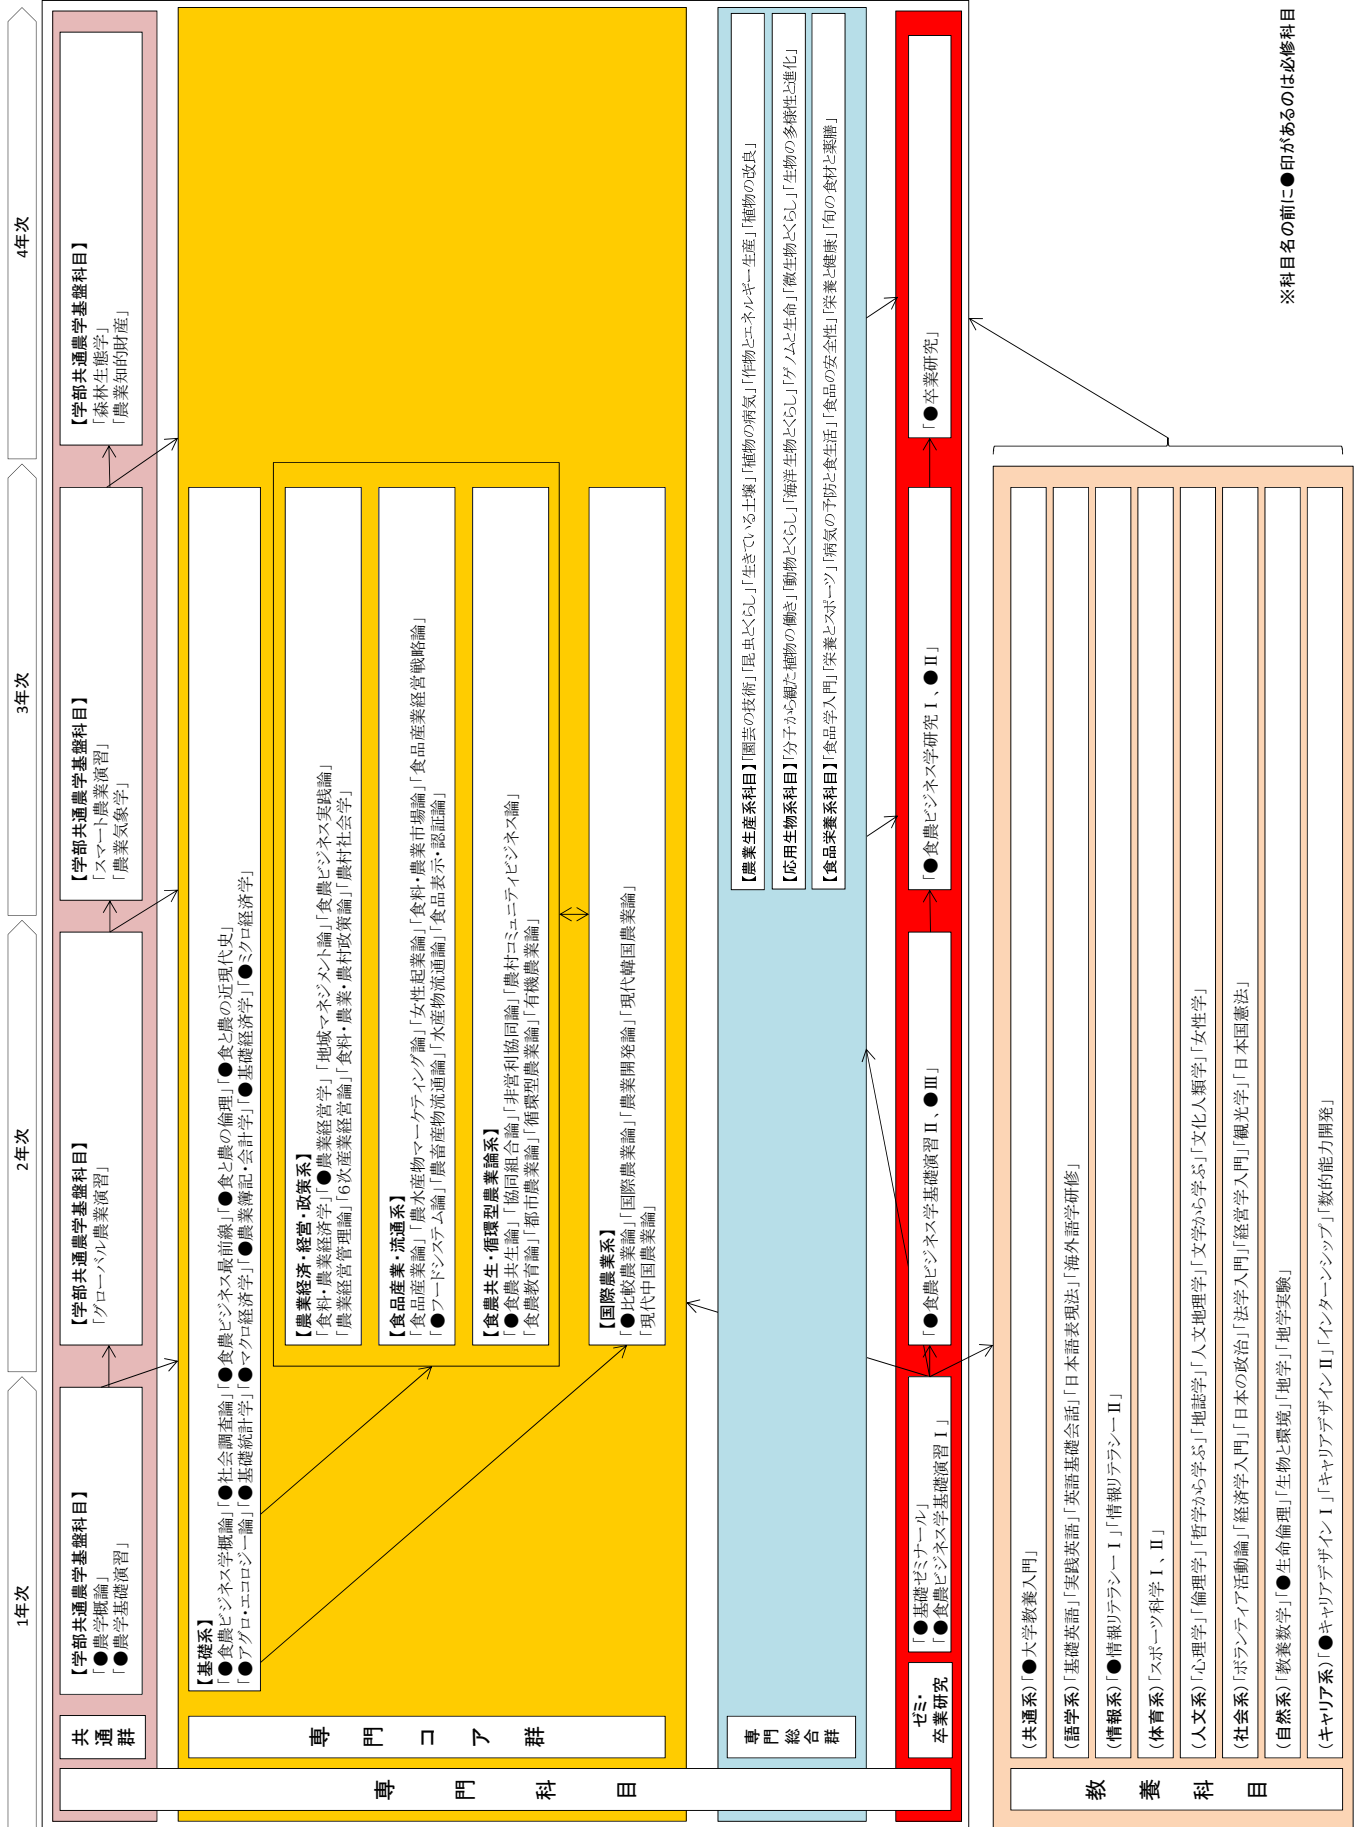 1年次
2年次
3年次
4年次
専門科目
共通群
【学部共通農学基盤科目】
「●農学概論」
「●農学基礎演習」
【学部共通農学基盤科目】
「グローバル農業演習」
【学部共通農学基盤科目】
「スマート農業演習」
「農業気象学」
【学部共通農学基盤科目】
「森林生態学」
「農業知的財産」
専門コア群
【基礎系】
「●食農ビジネス学概論」「●社会調査論」「●食農ビジネス最前線」「●食と農の倫理」「●食と農の近現代史」
「●アグロ・エコロジー論」「●基礎統計学」「●マクロ経済学」「●農業簿記・会計学」「●基礎経済学」「●ミクロ経済学」
【農業経済・経営・政策系】
「食料・農業経済学」「●農業経営学」「地域マネジメント論」「食農ビジネス実践論」
「農業経営管理論」「6次産業経営論」「食料・農業・農村政策論」「農村社会学」
【食品産業・流通系】
「食品産業論」「農水産物マーケティング論」「女性起業論」「食料・農業市場論」「食品産業経営戦略論」
「●フードシステム論」「農畜産物流通論」「水産物流通論」「食品表示・認証論」
【食農共生・循環型農業論系】
「●食農共生論」「協同組合論」「非営利協同論」「農村コミュニティビジネス論」
「食農教育論」「都市農業論」「循環型農業論」「有機農業論」
【国際農業系】
「●比較農業論」「国際農業論」「農業開発論」「現代韓国農業論」
「現代中国農業論」
専門総合群
【農業生産系科目】「園芸の技術」「昆虫とくらし」「生きている土壌」「植物の病気」「作物とエネルギー生産」「植物の改良」
【応用生物系科目】「分子から観た植物の働き」「動物とくらし」「海洋生物とくらし」「ゲノムと生命」「微生物とくらし」「生物の多様性と進化」
【食品栄養系科目】「食品学入門」「栄養とスポーツ」「病気の予防と食生活」「食品の安全性」「栄養と健康」「旬の食材と薬膳」
ゼミ・
卒業研究
「●基礎ゼミナール」
「●食農ビジネス学基礎演習Ⅰ」
「●食農ビジネス学基礎演習Ⅱ、●Ⅲ」
「●食農ビジネス学研究Ⅰ、●Ⅱ」
「●卒業研究」
教養科目
（共通系）「●大学教養入門」
（語学系）「基礎英語」「実践英語」「英語基礎会話」「日本語表現法」「海外語学研修」
（情報系）「●情報リテラシーⅠ」「情報リテラシーⅡ」
（体育系）「スポーツ科学Ⅰ、Ⅱ」
（人文系）「心理学」「倫理学」「哲学から学ぶ」「地誌学」「人文地理学」「文学から学ぶ」「文化人類学」「女性学」
（社会系）「ボランティア活動論」「経済学入門」「日本の政治」「法学入門」「経営学入門」「観光学」「日本国憲法」
（自然系）「教養数学」「●生命倫理」「生物と環境」「地学」「地学実験」
（キャリア系）「●キャリアデザインⅠ」「キャリアデザインⅡ」「インターンシップ」「数的能力開発」
※科目名の前に●印があるのは必修科目